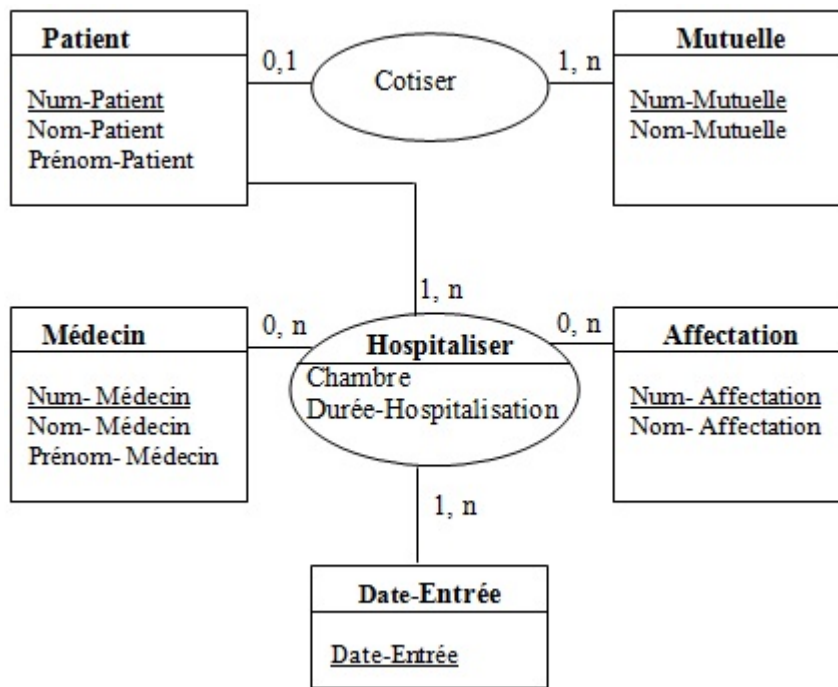 Patient
Num-Patient
Nom-Patient
Prénom-Patient
0,1
Cotiser
1, n
Mutuelle
Num-Mutuelle
Nom-Mutuelle
1, n
Médecin
Num- Médecin
Nom- Médecin
Prénom- Médecin
0, n
Hospitaliser
Chambre
Durée-Hospitalisation
0, n
Affectation
Num- Affectation
Nom- Affectation
1, n
Date-Entrée
Date-Entrée